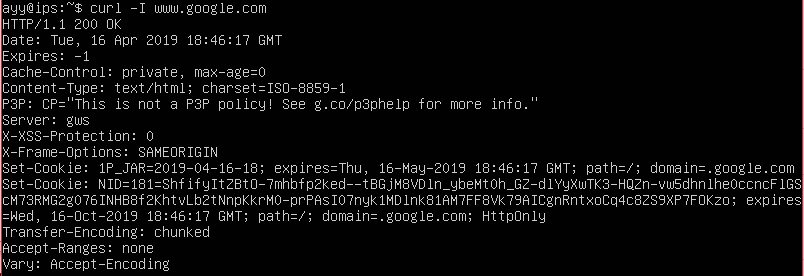 ayy@ips:~$ curl -I www.google.com
HTTP/1.1 200 OK
Date: Tue, 16 Apr 2019 18:46:17 GMT
Expires: -1
Cache-Control: private, max-age=0
Content-Type: text/html; charset=ISO-8859-1
P3P: CP="This is not a P3P policy! See g.co/p3phelp for more info."
Server: gws
X-XSS-Protection: 0
X-Frame-Options: SAMEORIGIN
Set-Cookie: 1P_JAR=2019-04-16-18; expires=Thu, 16-May-2019 18:46:17 GMT; path=/; domain=.google.com
Set-Cookie: NID=181=ShfifyItZBtO-7mhbfp2ked--tBGjM8VDln_ybeMtOh_GZ-dlYyXwTK3-HQZn-vw5dhnlhe0ccncFlGS
cM73RMG2g076INHB8f2KhtvLb2tNnpKkrM0-prPAsI07nyk1MDlnk81AM7FF8Vk79AICgnRntxoCq4c8ZS9XP7FOKzo; expires
=Wed, 16-Oct-2019 18:46:17 GMT; path=/; domain=.google.com; HttpOnly
Transfer-Encoding: chunked
Accept-Ranges: none
Vary: Accept-Encoding